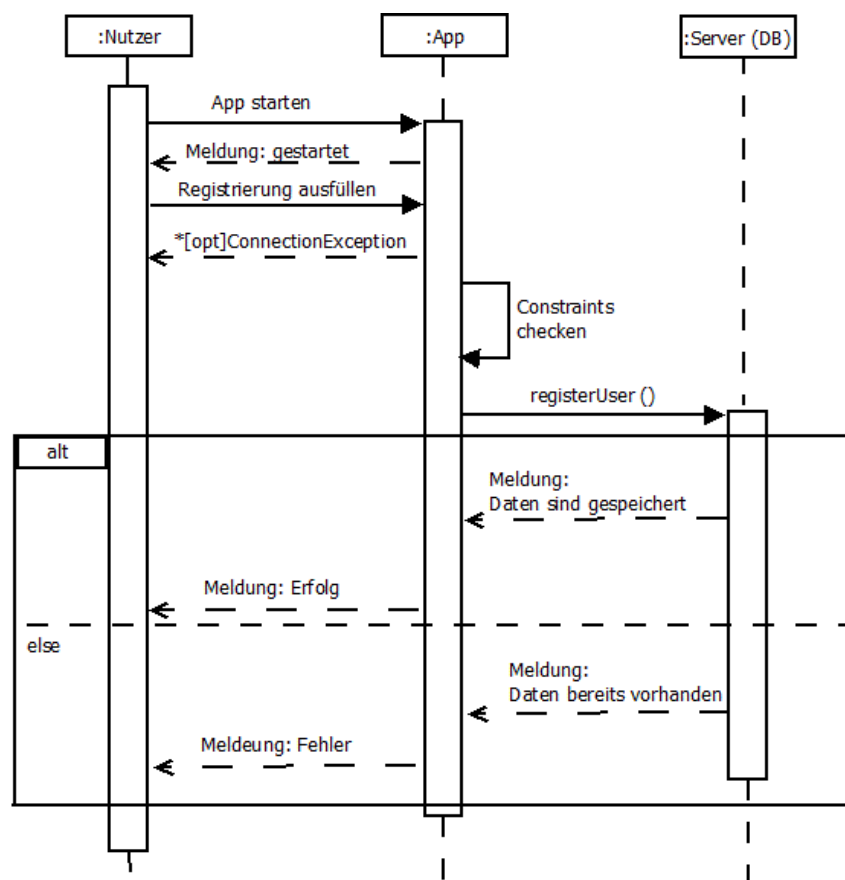 :Nutzer
:App
:Server (DB)
App starten
Meldung: gestartet
Registrierung ausfüllen
*[opt]ConnectionException
Constraints
checken
registerUser ()
alt
Meldung:
Daten sind gespeichert
Meldung: Erfolg
else
Meldung:
Daten bereits vorhanden
Meldeung: Fehler